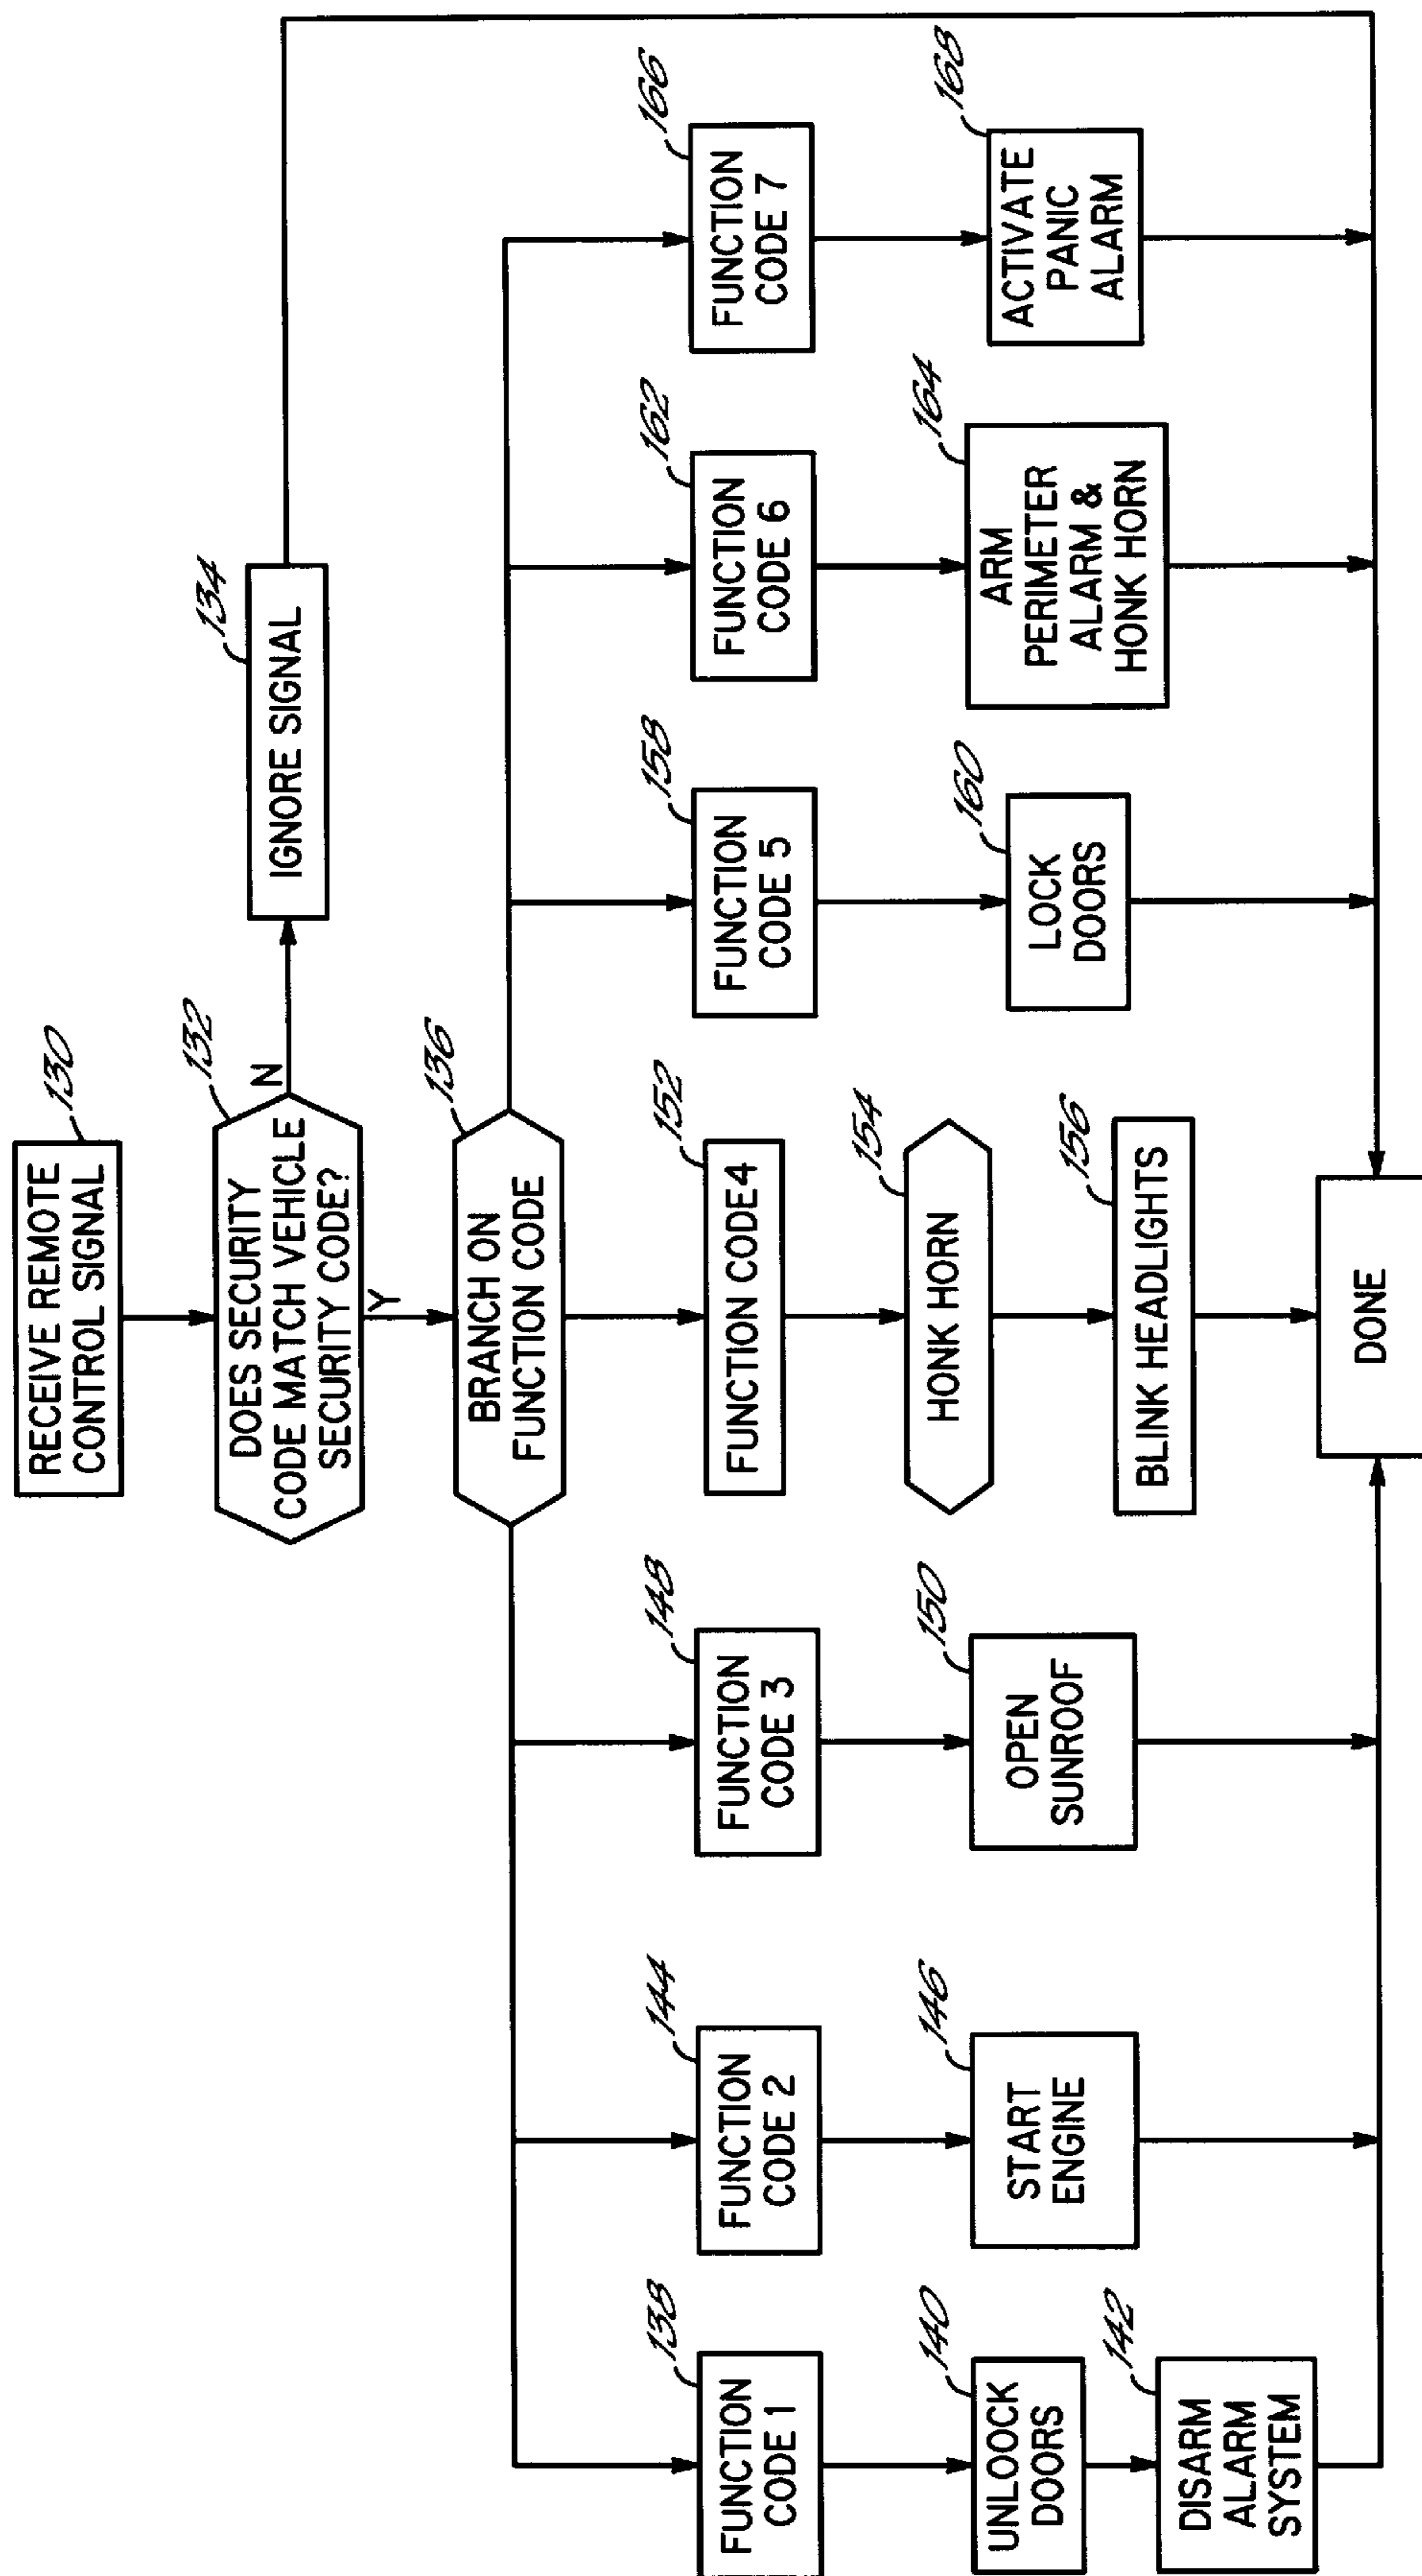 RECEIVE REMOTE
CONTROL SIGNAL
130
DOES SECURITY
CODE MATCH VEHICLE
SECURITY CODE?
132
N
Y
IGNORE SIGNAL
134
BRANCH ON
FUNCTION CODE
136
FUNCTION
CODE 1
138
UNLOOCK
DOORS
140
DISARM
ALARM
SYSTEM
142
FUNCTION
CODE 2
144
START
ENGINE
146
FUNCTION
CODE 3
148
OPEN
SUNROOF
150
FUNCTION CODE4
152
HONK HORN
154
BLINK HEADLIGHTS
156
FUNCTION
CODE 5
158
LOCK
DOORS
160
FUNCTION
CODE 6
162
ARM
PERIMETER
ALARM &
HONK HORN
164
FUNCTION
CODE 7
166
ACTIVATE
PANIC
ALARM
168
DONE